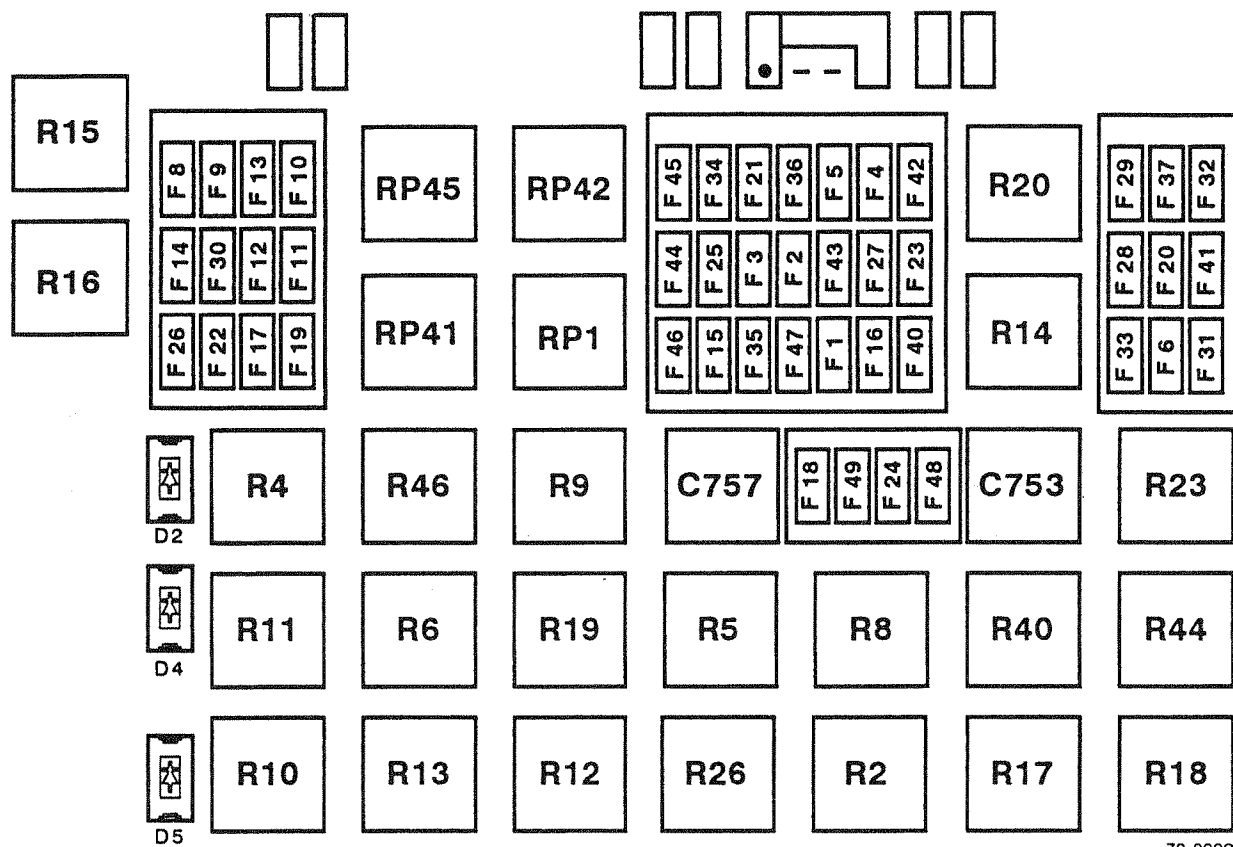 R15
R16
F 8 F 9 F 13 F 10
F 14 F 30 F 12 F 11
F 26 F 22 F 17 F 19
RP45 RP42
RP41 RP1
F 45 F 34 F 21 F 36 F 5 F 4 F 42
F 44 F 25 F 3 F 2 F 43 F 27 F 23
F 46 F 15 F 35 F 47 F 1 F 16 F 40
R20
R14
F 29 F 37 F 32
F 28 F 20 F 41
F 33 F 6 F 31
D2 R4 R46 R9 C757 F 18 F 49 F 24 F 48 C753 R23
D4 R11 R6 R19 R5 R8 R40 R44
D5 R10 R13 R12 R26 R2 R17 R18